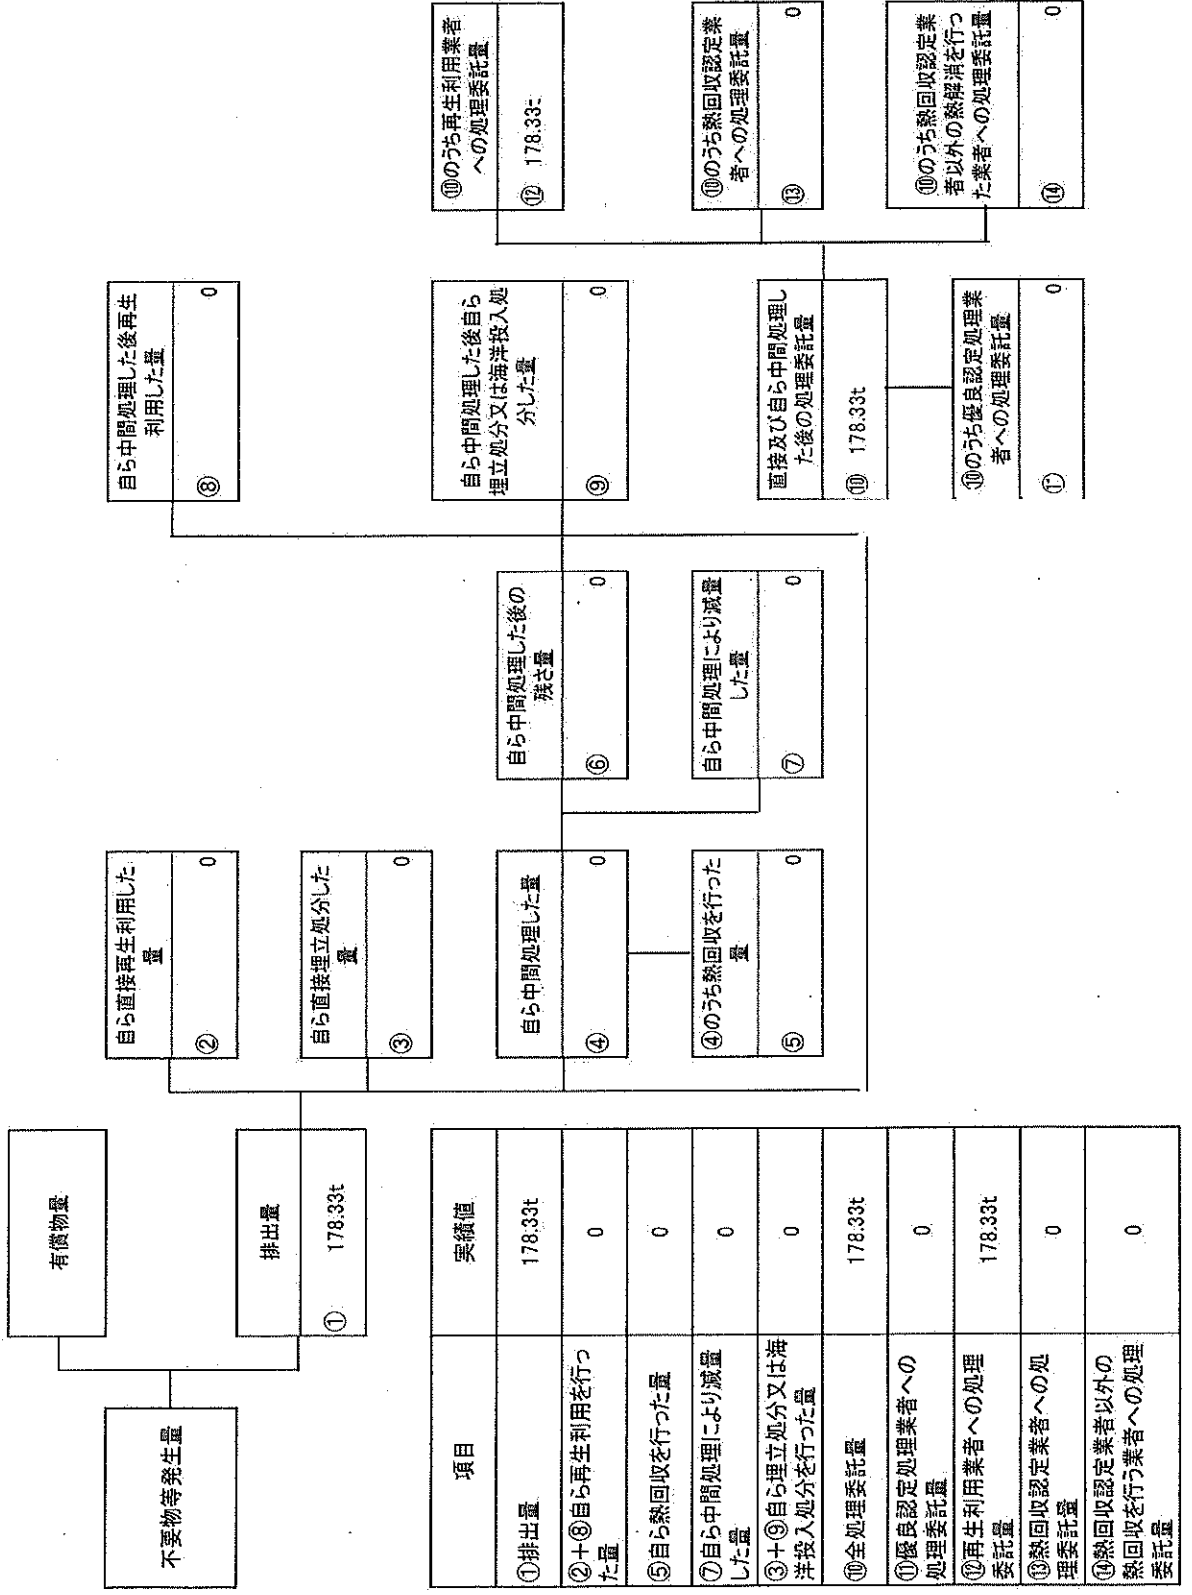 不要物等発生量
有償物量
排出量
① 178.33t
自ら直接再生利用した
量
② 0
自ら直接埋立処分した
量
③ 0
自ら中間処理した量
④ 0
④のうち熱回収を行った
量
⑤ 0
自ら中間処理した後の
残さ量
⑥ 0
自ら中間処理により減量
した量
⑦ 0
自ら中間処理した後再生
利用した量
⑧ 0
自ら中間処理した後自ら
埋立処分又は海洋投入処
分した量
⑨ 0
直接及び自ら中間処理し
た後の処理委託量
⑩ 178.33t
⑩のうち優良認定処理業
者への処理委託量
⑪ 0
⑩のうち再生利用業者
への処理委託量
⑫ 178.33t
⑩のうち熱回収認定業
者への処理委託量
⑬ 0
⑩のうち熱回収認定業
者以外の熱解消を行っ
た業者への処理委託量
⑭ 0
項目 実績値
①排出量 178.33t
②+⑧自ら再生利用を行っ
た量 0
⑤自ら熱回収を行った量 0
⑦自ら中間処理により減量
した量 0
③+⑨自ら埋立処分又は海
洋投入処分を行った量 0
⑩全処理委託量 178.33t
⑪優良認定処理業者への
処理委託量 0
⑫再生利用業者への処理
委託量 178.33t
⑬熱回収認定業者への処
理委託量 0
⑭熱回収認定業者以外の
熱回収を行う業者への処理
委託量 0